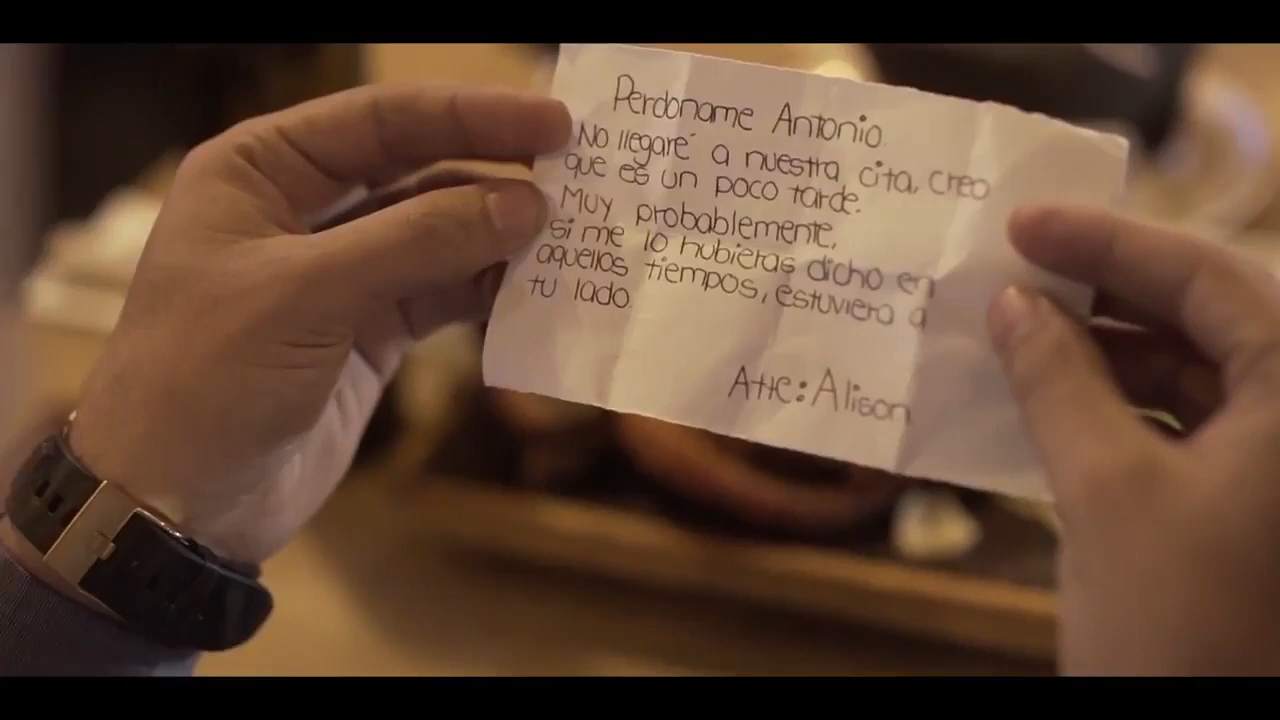 Perdoname Antonio.
No llegaré a nuestra cita, creo
que es un poco tarde.
Muy probablemente,
si me lo hubieras dicho en
aquellos tiempos, estuviera a
tu lado.
Atte: Alison